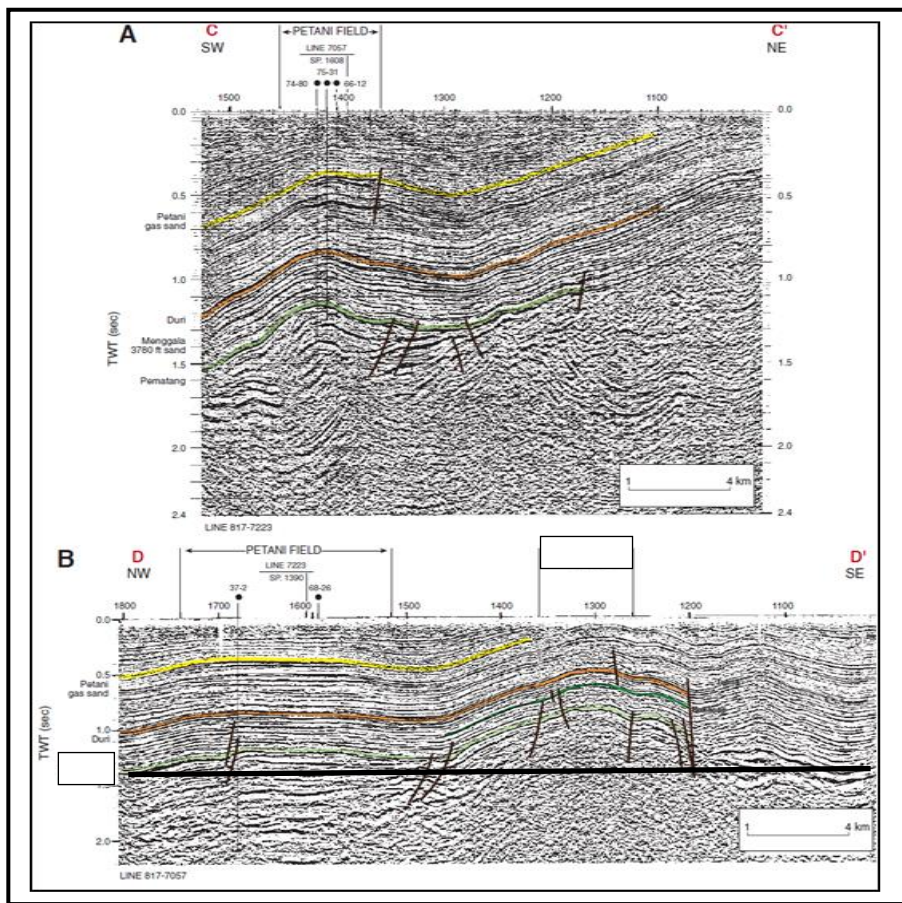 A
C
SW
PETANI FIELD
LINE 7057
SP. 1608
75-31
74-80
66-12
C'
NE
1500
1400
1300
1200
1100
0.0
0.5
Petani
gas sand
1.0
Duri
Menggala
3780 ft sand
1.5
Pematang
2.0
2.4
TWT (sec)
0.0
0.5
1.0
1.5
2.0
2.4
1
4 km
LINE 817-7223
B
D
NW
PETANI FIELD
LINE 7223
SP. 1390
37-2
68-26
D'
SE
1800
1700
1600
1500
1400
1300
1200
1100
0.0
0.5
Petani
gas sand
1.0
Duri
2.0
TWT (sec)
1
4 km
LINE 817-7057